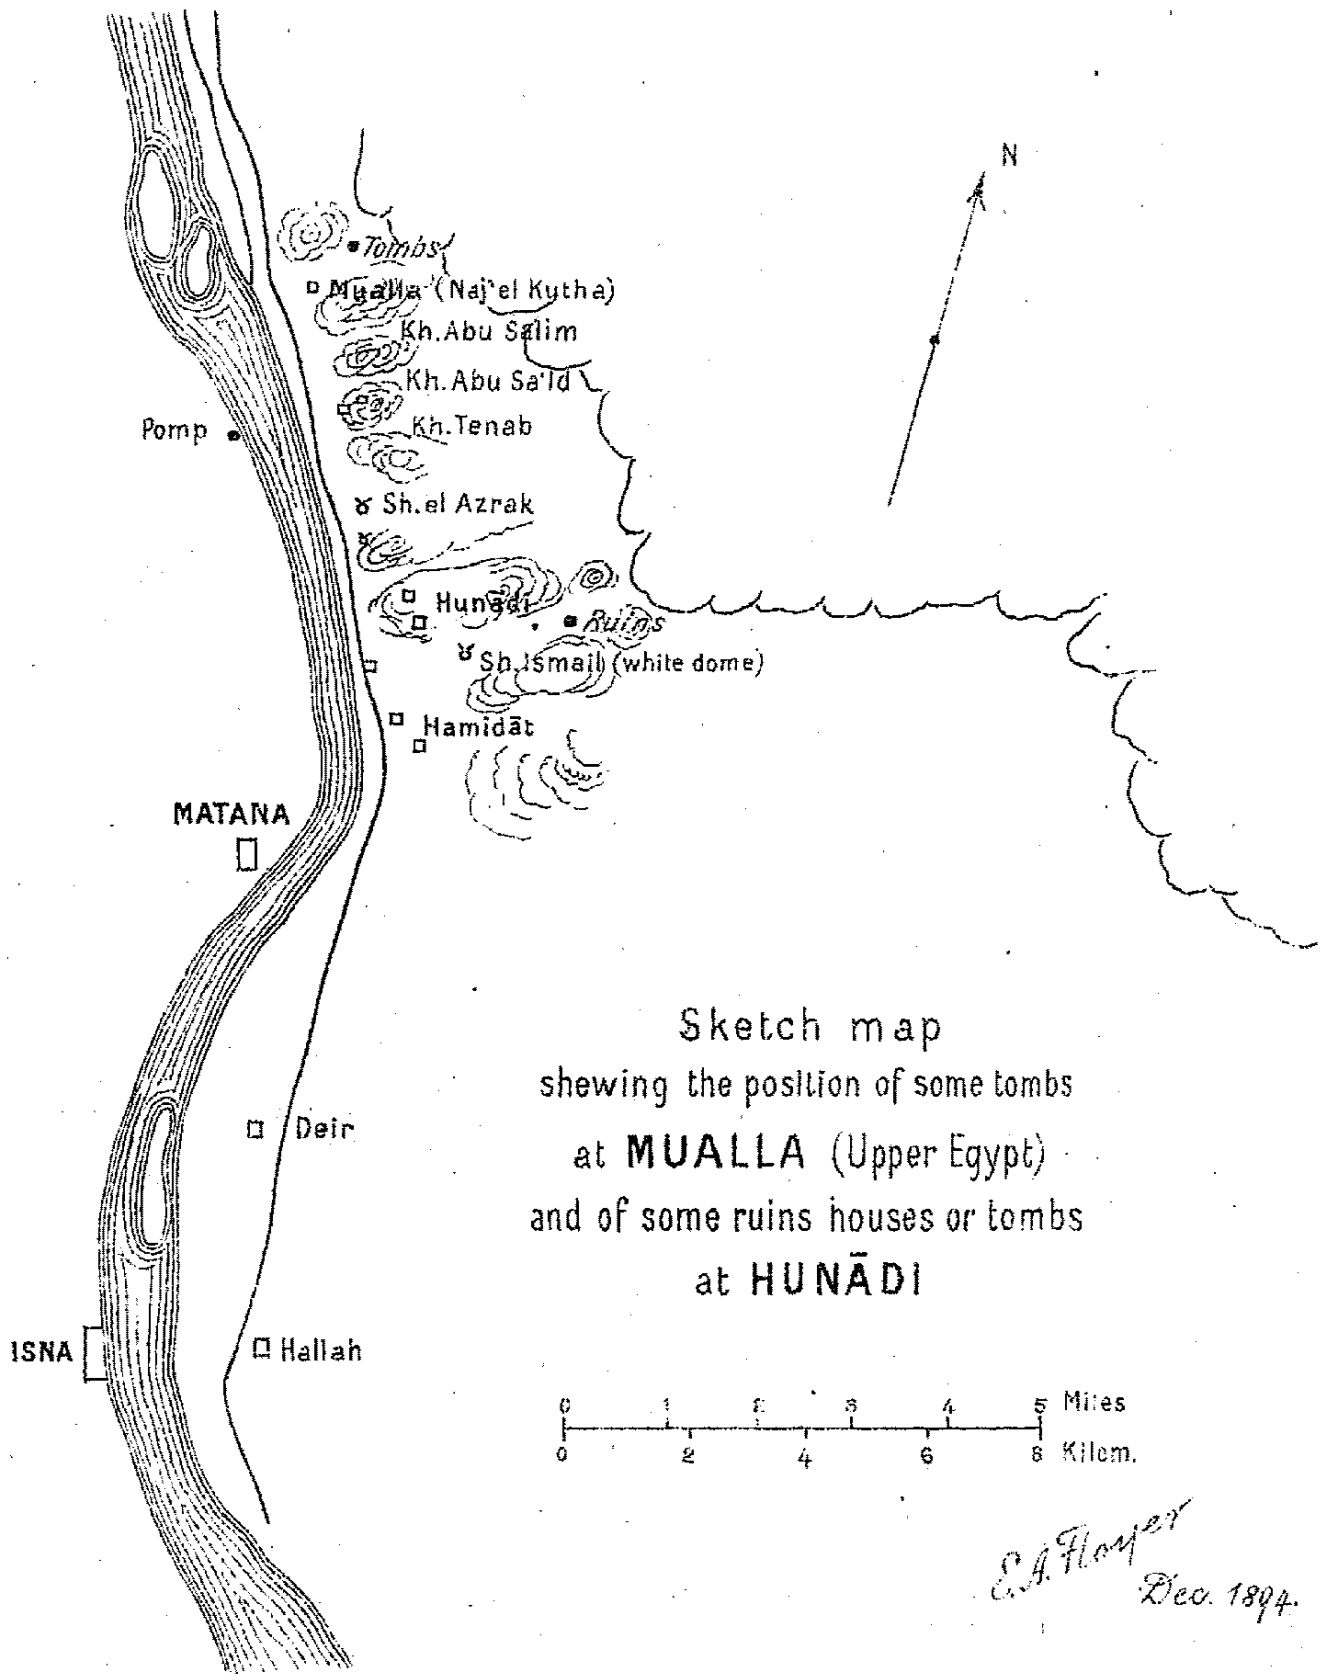 N
Tombs
Mualla (Naj'el Kytha)
Kh. Abu Salim
Kh. Abu Sa'ld
Kh. Tenab
Pomp
Sh. el Azrak
Hunādi
Ruins
Sh. Ismail (white dome)
Hamidāt
MATANA
Sketch map
shewing the position of some tombs
at MUALLA (Upper Egypt)
and of some ruins houses or tombs
at HUNĀDI
Deir
ISNA
Hallah
0 1 2 3 4 5 Miles
0 2 4 6 8 Kilom.
E. A. Floyer
Dec. 1894.